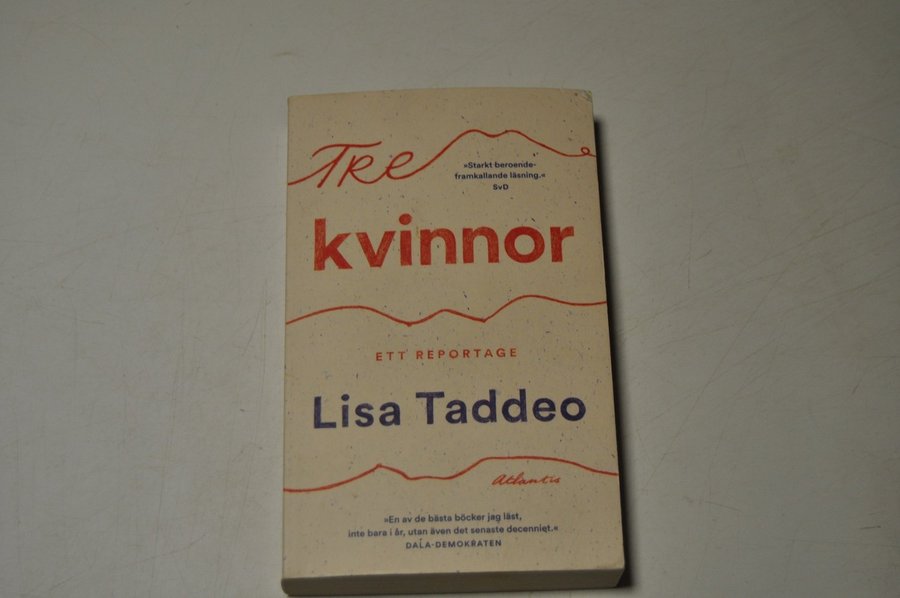 Tre
»Starkt beroende-
framkallande läsning.«
SvD
kvinnor
ETT REPORTAGE
Lisa Taddeo
Atlantis
»En av de bästa böcker jag läst,
inte bara i år, utan även det senaste decenniet.«
DALA-DEMOKRATEN